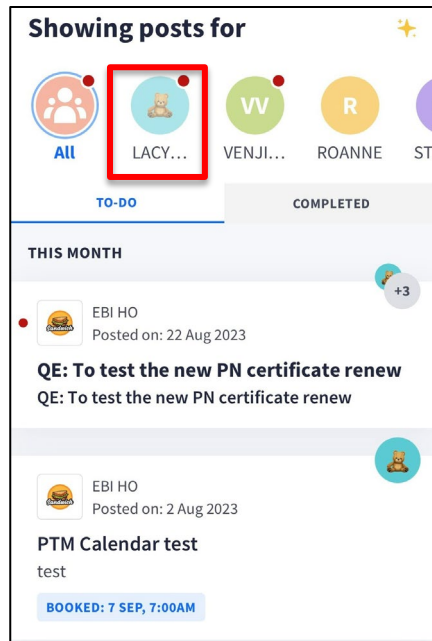 Showing posts for
VV
R
All
LACY...
VENJI...
ROANNE
ST
TO-DO
COMPLETED
THIS MONTH
+3
EBI HO
Posted on: 22 Aug 2023
Sandwich
QE: To test the new PN certificate renew
QE: To test the new PN certificate renew
EBI HO
Posted on: 2 Aug 2023
Sandwich
PTM Calendar test
test
BOOKED: 7 SEP, 7:00AM